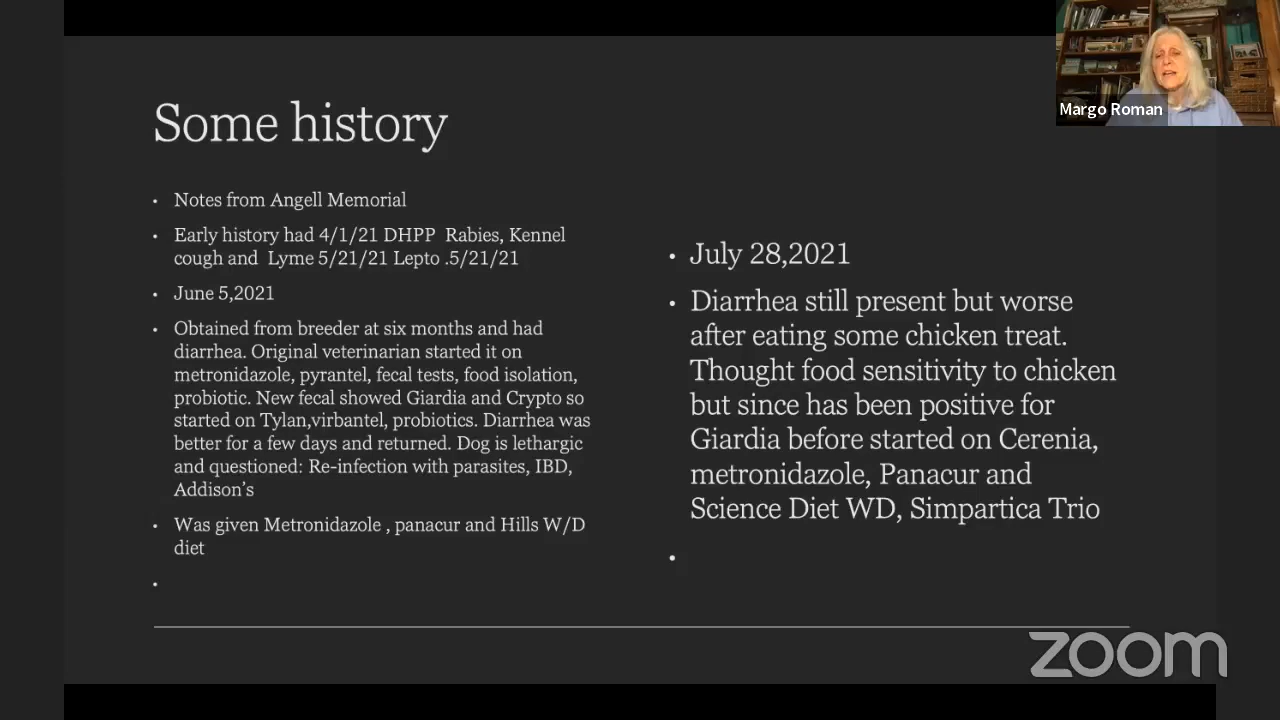 Some history
• Notes from Angell Memorial
• Early history had 4/1/21 DHPP Rabies, Kennel
cough and Lyme 5/21/21 Lepto .5/21/21
• June 5,2021
• Obtained from breeder at six months and had
diarrhea. Original veterinarian started it on
metronidazole, pyrantel, fecal tests, food isolation,
probiotic. New fecal showed Giardia and Crypto so
started on Tylan,virbantel, probiotics. Diarrhea was
better for a few days and returned. Dog is lethargic
and questioned: Re-infection with parasites, IBD,
Addison’s
• Was given Metronidazole , panacur and Hills W/D
diet
•
• July 28,2021
• Diarrhea still present but worse
after eating some chicken treat.
Thought food sensitivity to chicken
but since has been positive for
Giardia before started on Cerenia,
metronidazole, Panacur and
Science Diet WD, Simpartica Trio
•
Margo Roman
zoom